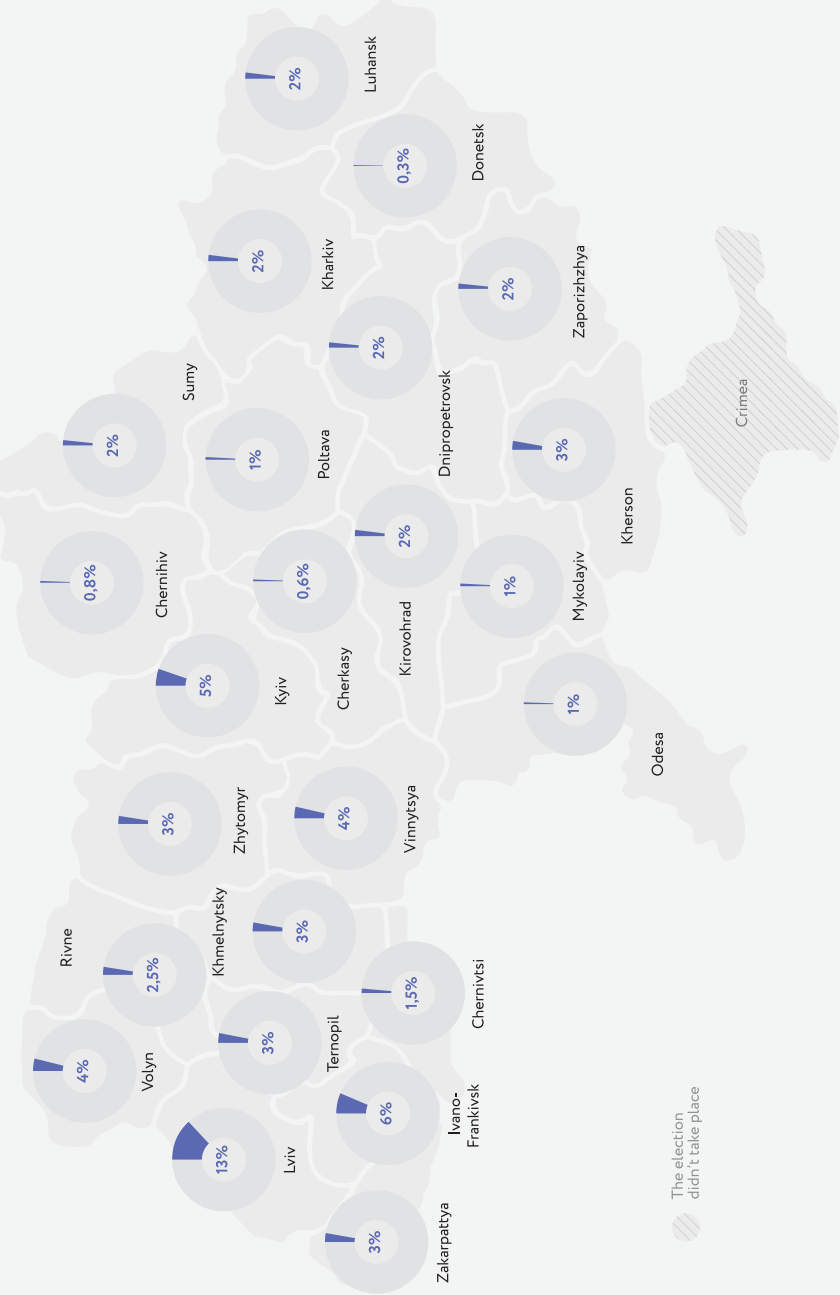 Volyn
4%
Rivne
2,5%
Zhytomyr
3%
Chernihiv
0,8%
Sumy
2%
Lviv
13%
Ternopil
3%
Khmelnytsky
3%
Kyiv
5%
Poltava
1%
Kharkiv
2%
Luhansk
2%
Zakarpattya
3%
Ivano-
Frankivsk
6%
Chernivtsi
1,5%
Vinnytsya
4%
Cherkasy
0,6%
Kirovohrad
2%
Dnipropetrovsk
2%
Donetsk
0,3%
Odesa
1%
Mykolayiv
1%
Kherson
3%
Zaporizhzhya
2%
Crimea
The election
didn't take place